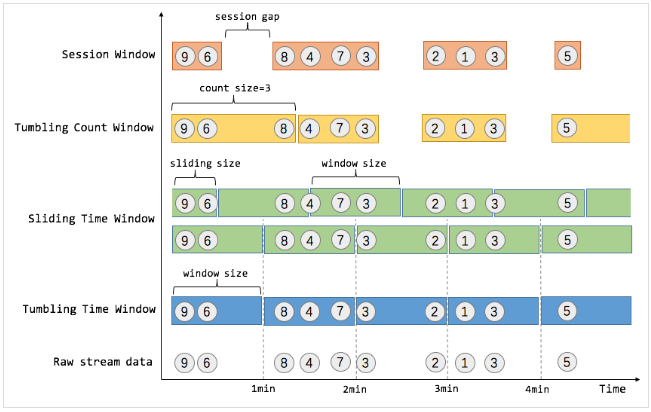 session gap
Session Window
9 6 8 4 7 3 2 1 3 5
count size=3
Tumbling Count Window
9 6 8 4 7 3 2 1 3 5
sliding size
window size
9 6 8 4 7 3 2 1 3 5
Sliding Time Window
9 6 8 4 7 3 2 1 3 5
window size
Tumbling Time Window
9 6 8 4 7 3 2 1 3 5
Raw stream data
9 6 8 4 7 3 2 1 3 5
1min 2min 3min 4min Time